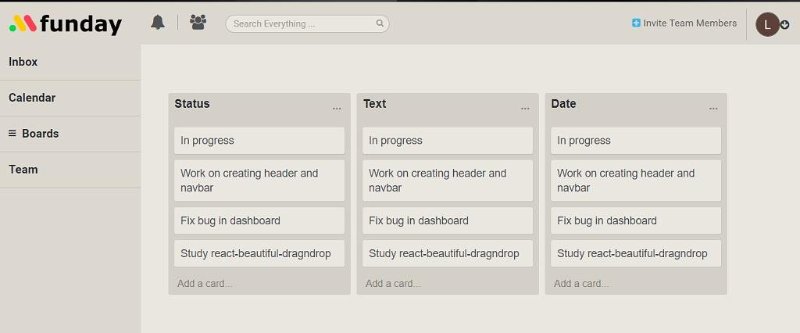 funday
Search Everything ...
Invite Team Members
L
Inbox
Calendar
Boards
Team
Status ...
In progress
Work on creating header and
navbar
Fix bug in dashboard
Study react-beautiful-dragndrop
Add a card...
Text ...
In progress
Work on creating header and
navbar
Fix bug in dashboard
Study react-beautiful-dragndrop
Add a card...
Date ...
In progress
Work on creating header and
navbar
Fix bug in dashboard
Study react-beautiful-dragndrop
Add a card...